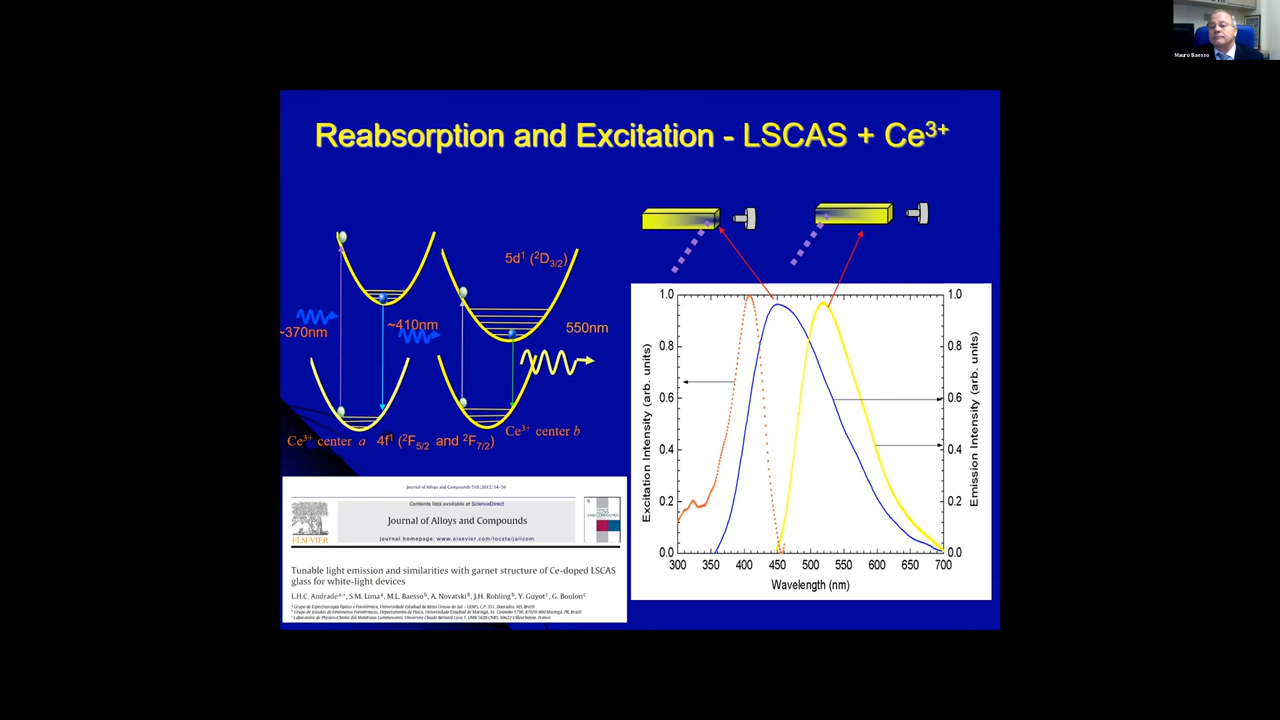 Mauro Baesso
Reabsorption and Excitation - LSCAS + Ce3+
5d1 (2D3/2)
~370nm
~410nm
550nm
Ce3+ center a 4f1 (2F5/2 and 2F7/2)
Ce3+ center b
Journal of Alloys and Compounds 510 (2012) 54–59
Contents lists available at ScienceDirect
Journal of Alloys and Compounds
journal homepage: www.elsevier.com/locate/jallcom
ELSEVIER
Tunable light emission and similarities with garnet structure of Ce-doped LSCAS
glass for white-light devices
L.H.C. Andrade a,*, S.M. Lima a, M.L. Baesso b, A. Novatski b, J.H. Rohling b, Y. Guyot c, G. Boulon c
Excitation Intensity (arb. units)
1.0
0.8
0.6
0.4
0.2
0.0
300 350 400 450 500 550 600 650 700
Wavelength (nm)
1.0
0.8
0.6
0.4
0.2
0.0
Emission Intensity (arb. units)